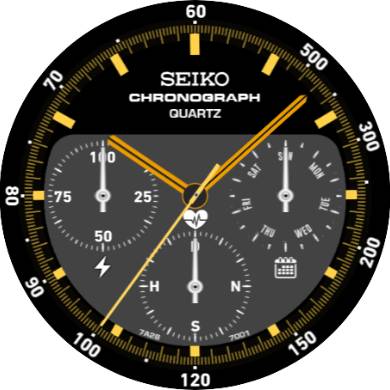 60
500
300
200
150
120
100
90
80
70
SEIKO
CHRONOGRAPH
QUARTZ
100
75 25
50
SUN
MON
TUE
WED
THU
FRI
SAT
D
H N
S
7A28 7001